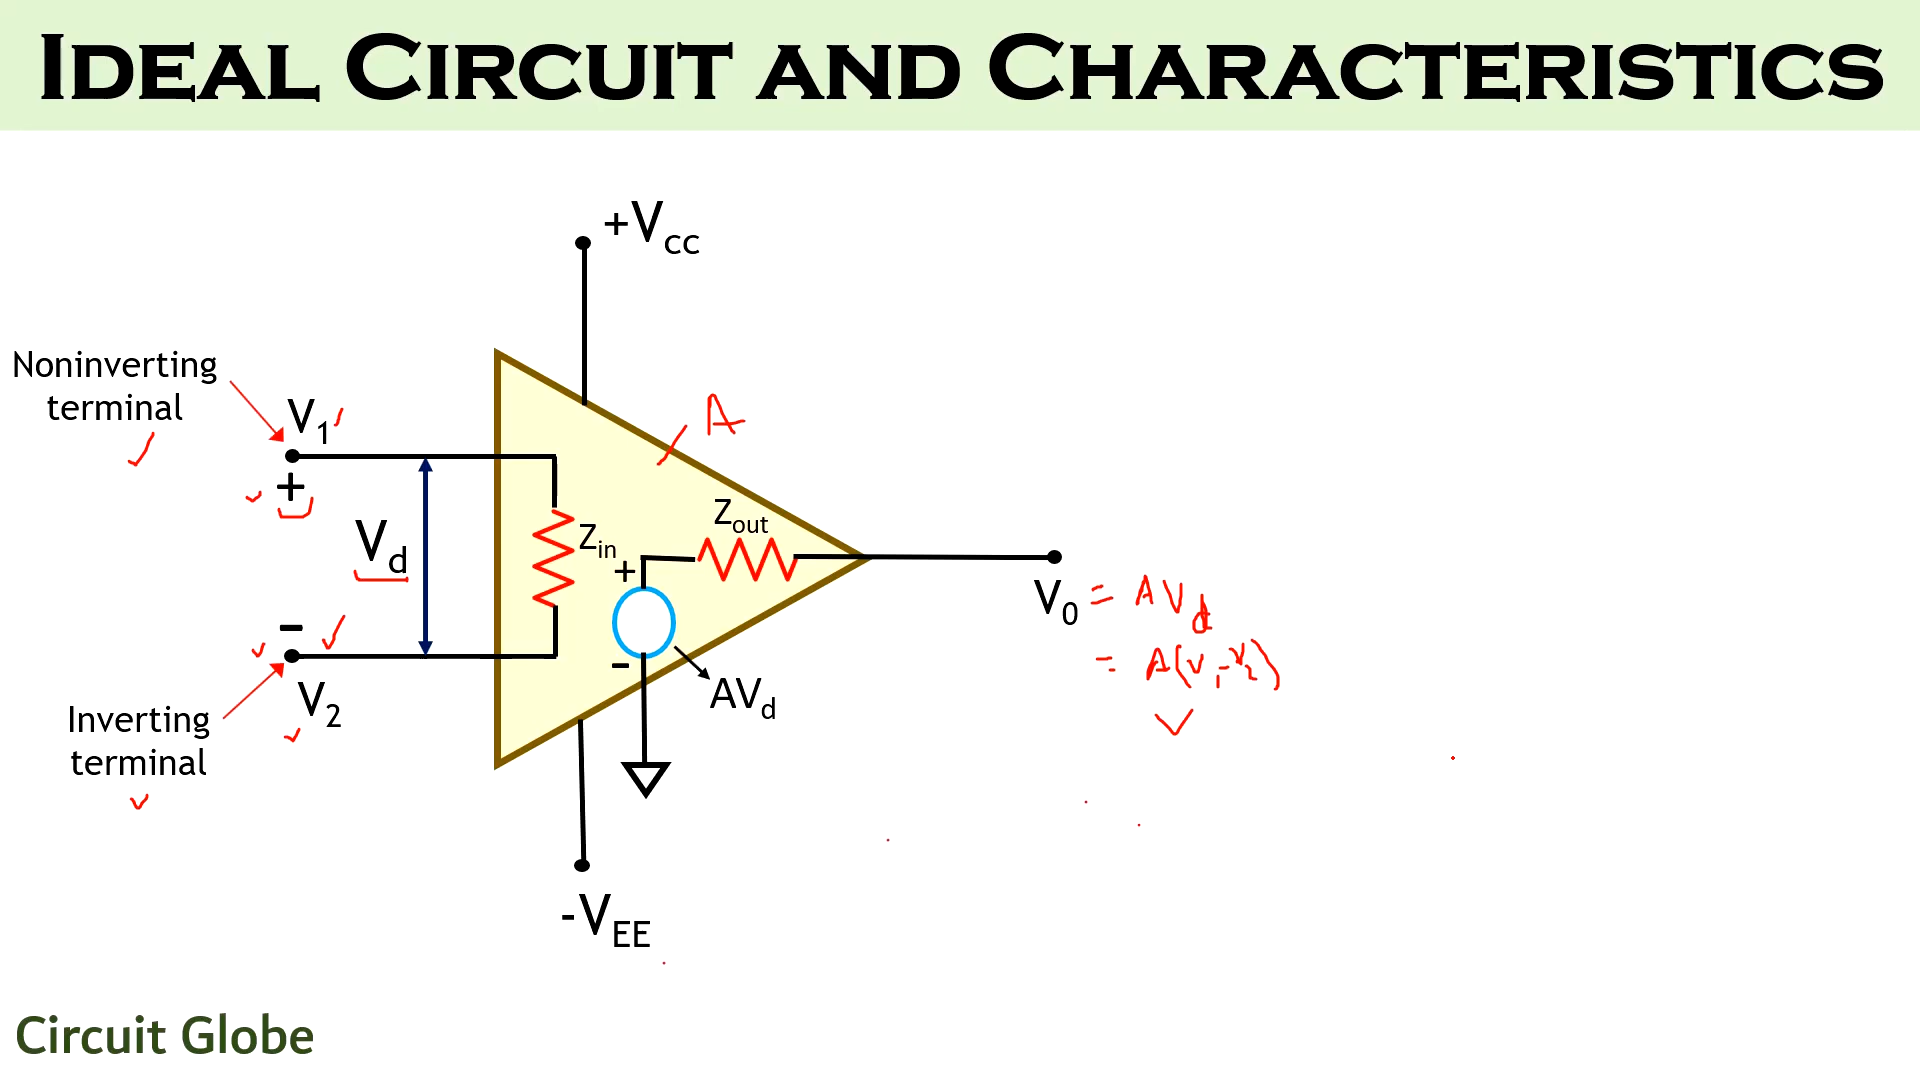 IDEAL CIRCUIT AND CHARACTERISTICS
+Vcc
Noninverting
terminal
V1
+
Vd
Zin
Zout
A
+
-
AVd
V0 = AVd
= A(V1-V2)
-
V2
Inverting
terminal
-VEE
Circuit Globe